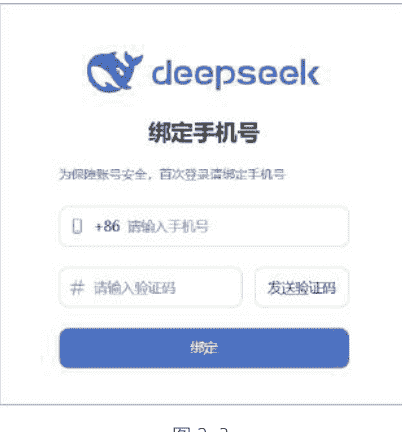 deepseek
绑定手机号
为保障账号安全，首次登录请绑定手机号
+86 请输入手机号
# 请输入验证码 发送验证码
绑定